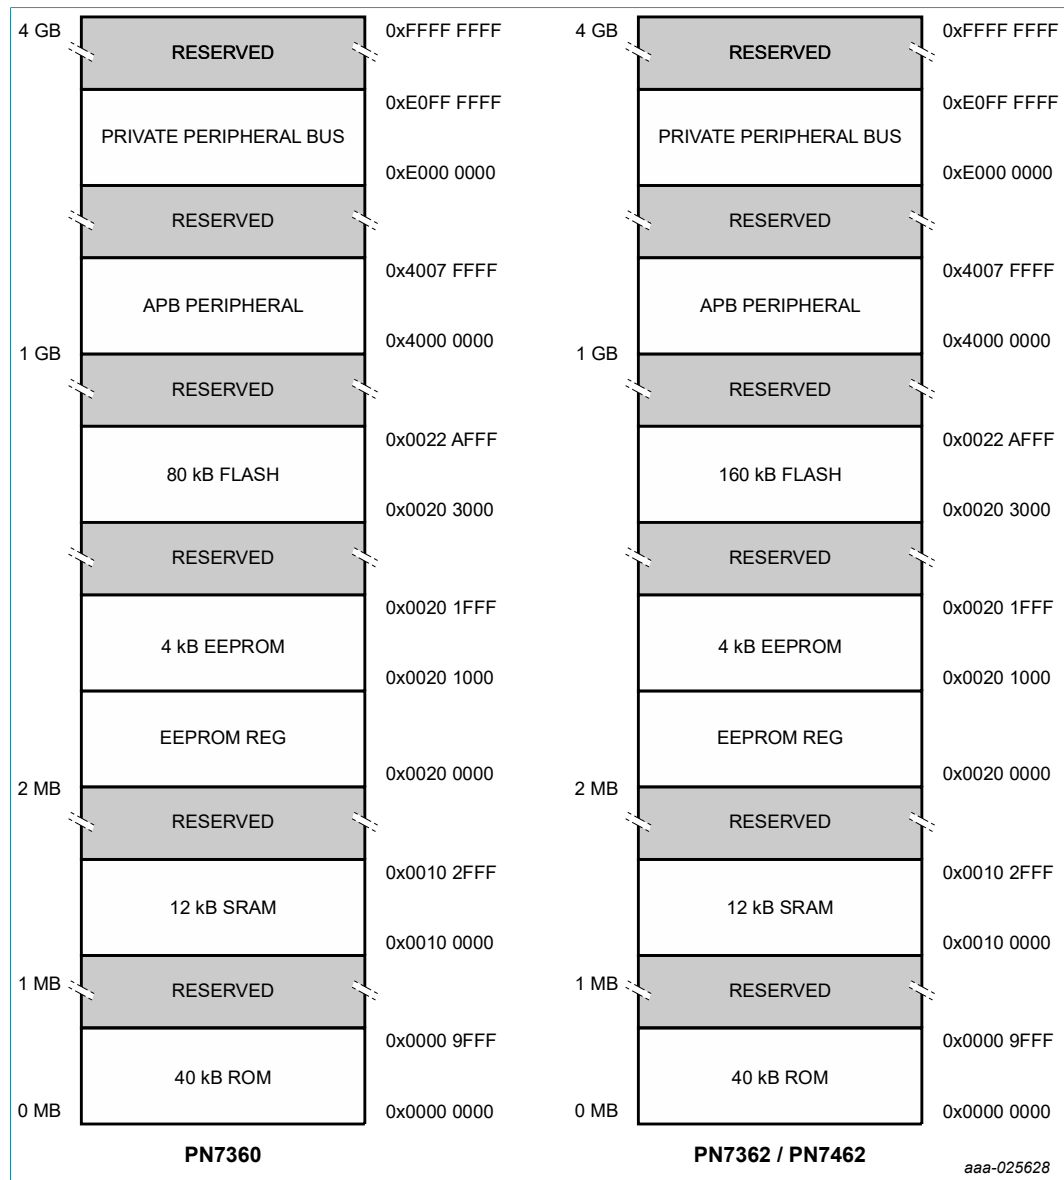 4 GB
RESERVED
0xFFFF FFFF
0xE0FF FFFF
PRIVATE PERIPHERAL BUS
0xE000 0000
RESERVED
0x4007 FFFF
APB PERIPHERAL
0x4000 0000
1 GB
RESERVED
0x0022 AFFF
80 kB FLASH
0x0020 3000
RESERVED
0x0020 1FFF
4 kB EEPROM
0x0020 1000
EEPROM REG
0x0020 0000
2 MB
RESERVED
0x0010 2FFF
12 kB SRAM
0x0010 0000
1 MB
RESERVED
0x0000 9FFF
40 kB ROM
0 MB
0x0000 0000
PN7360
4 GB
RESERVED
0xFFFF FFFF
0xE0FF FFFF
PRIVATE PERIPHERAL BUS
0xE000 0000
RESERVED
0x4007 FFFF
APB PERIPHERAL
0x4000 0000
1 GB
RESERVED
0x0022 AFFF
160 kB FLASH
0x0020 3000
RESERVED
0x0020 1FFF
4 kB EEPROM
0x0020 1000
EEPROM REG
0x0020 0000
2 MB
RESERVED
0x0010 2FFF
12 kB SRAM
0x0010 0000
1 MB
RESERVED
0x0000 9FFF
40 kB ROM
0 MB
0x0000 0000
PN7362 / PN7462
aaa-025628